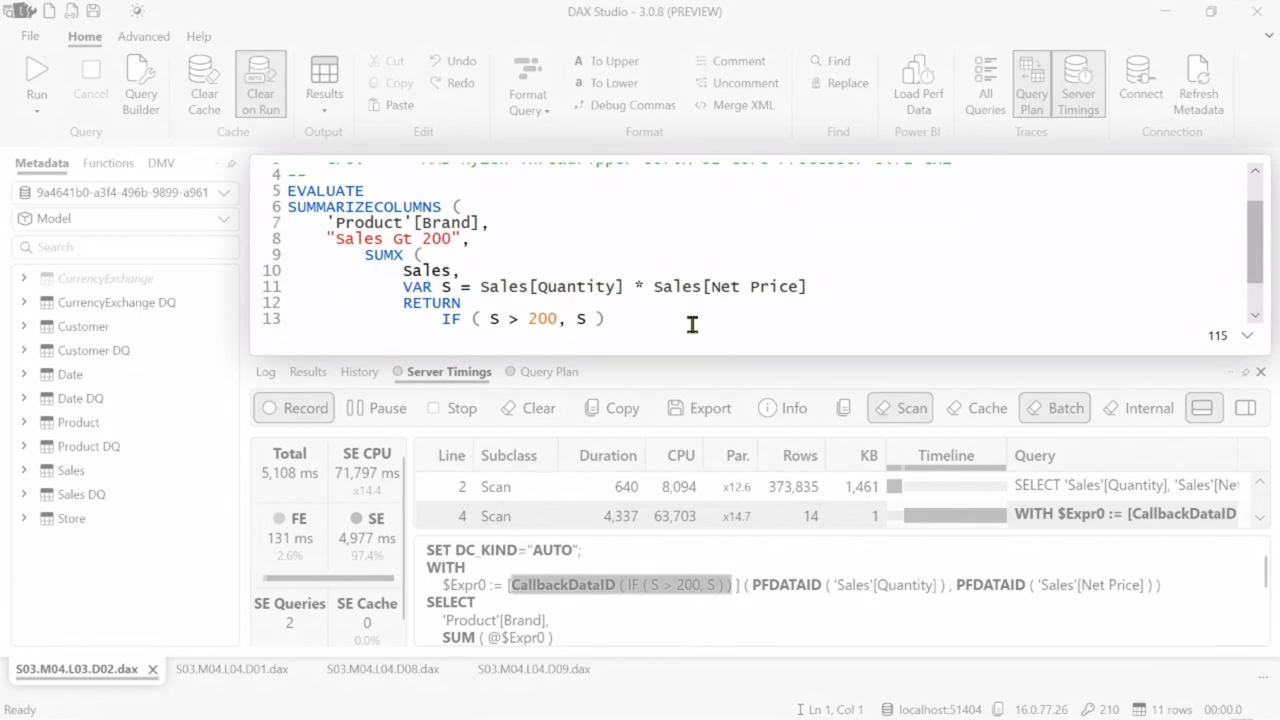 DAX Studio - 3.0.8 (PREVIEW)
File Home Advanced Help
Run
Cancel
Query Builder
Clear Cache
AUTO
Clear on Run
Results
Cut
Copy
Paste
Undo
Redo
Format Query
A To Upper
a To Lower
Debug Commas
Comment
Uncomment
Merge XML
Find
Replace
Load Perf Data
All Queries
Query Plan
Server Timings
Connect
Refresh Metadata
Query Cache Output Edit Format Find Power BI Traces Connection
Metadata Functions DMV
9a4641b0-a3f4-496b-9899-a961
Model
Search
CurrencyExchange
CurrencyExchange DQ
Customer
Customer DQ
Date
Date DQ
Product
Product DQ
Sales
Sales DQ
Store
4 --
5 EVALUATE
6 SUMMARIZECOLUMNS (
7 'Product'[Brand],
8 "Sales Gt 200",
9 SUMX (
10 Sales,
11 VAR S = Sales[Quantity] * Sales[Net Price]
12 RETURN
13 IF ( S > 200, S )
115
Log Results History Server Timings Query Plan
Record Pause Stop Clear Copy Export Info Scan Cache Batch Internal
Total SE CPU
5,108 ms 71,797 ms
x14.4
FE SE
131 ms 4,977 ms
2.6% 97.4%
SE Queries SE Cache
2 0
0.0%
Line Subclass Duration CPU Par. Rows KB Timeline Query
2 Scan 640 8,094 x12.6 373,835 1,461 SELECT 'Sales'[Quantity], 'Sales'[Net
4 Scan 4,337 63,703 x14.7 14 1 WITH $Expr0 := [CallbackDataID
SET DC_KIND="AUTO";
WITH
$Expr0 := [CallbackDataID ( IF ( S > 200, S ) ) ] ( PFDATAID ( 'Sales'[Quantity] ) , PFDATAID ( 'Sales'[Net Price] ) )
SELECT
'Product'[Brand],
SUM ( @$Expr0 )
S03.M04.L03.D02.dax S03.M04.L04.D01.dax S03.M04.L04.D08.dax S03.M04.L04.D09.dax
Ready Ln 1, Col 1 localhost:51404 16.0.77.26 210 11 rows 00:00.0